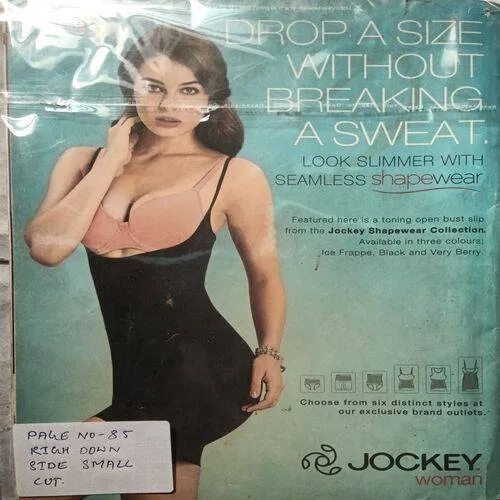 DROP A SIZE
WITHOUT
BREAKING
A SWEAT.
LOOK SLIMMER WITH
SEAMLESS shapewear
Featured here is a toning open bust slip
from the Jockey Shapewear Collection.
Available in three colours;
Ice Frappe, Black and Very Berry.
Choose from six distinct styles at
our exclusive brand outlets.
JOCKEY
woman
PAGE NO-85
RIGH DOWN
SIDE SMALL
CUT.